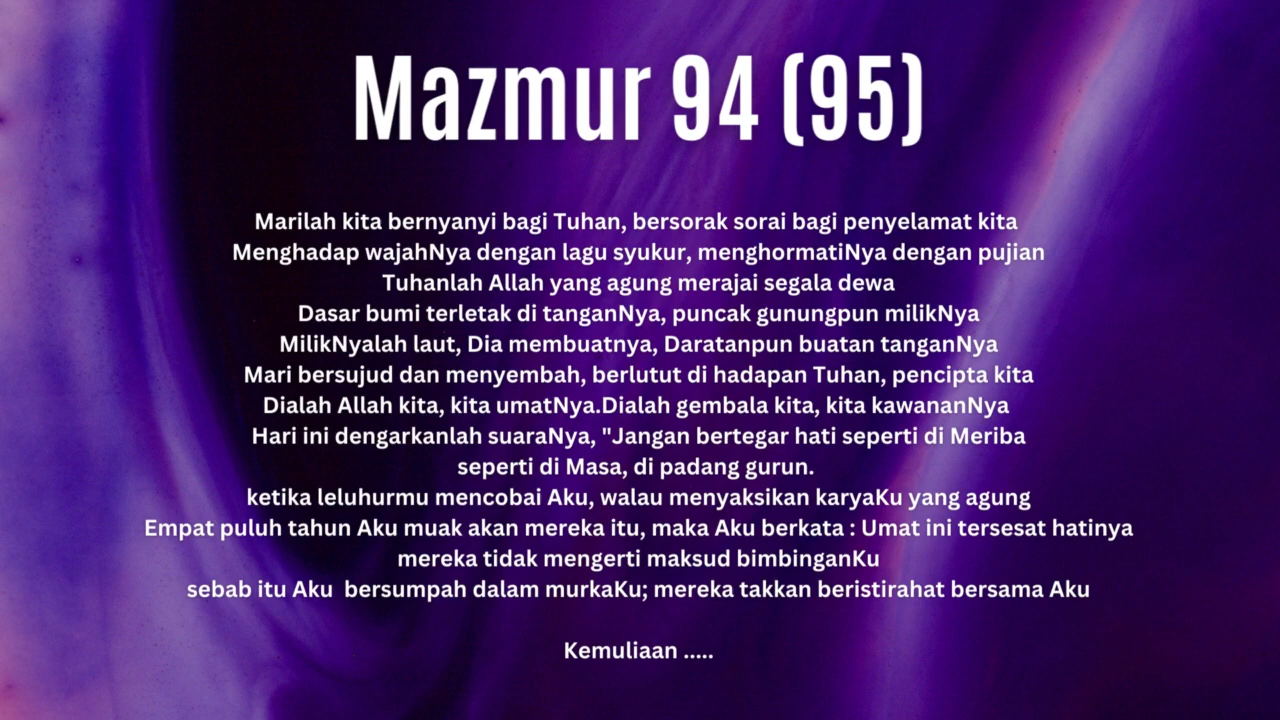 Mazmur 94 (95)
Marilah kita bernyanyi bagi Tuhan, bersorak sorai bagi penyelamat kita
Menghadap wajahNya dengan lagu syukur, menghormatiNya dengan pujian
Tuhanlah Allah yang agung merajai segala dewa
Dasar bumi terletak di tanganNya, puncak gunungpun milikNya
MilikNyalah laut, Dia membuatnya, Daratanpun buatan tanganNya
Mari bersujud dan menyembah, berlutut di hadapan Tuhan, pencipta kita
Dialah Allah kita, kita umatNya.Dialah gembala kita, kita kawananNya
Hari ini dengarkanlah suaraNya, "Jangan bertegar hati seperti di Meriba
seperti di Masa, di padang gurun.
ketika leluhurmu mencobai Aku, walau menyaksikan karyaKu yang agung
Empat puluh tahun Aku muak akan mereka itu, maka Aku berkata : Umat ini tersesat hatinya
mereka tidak mengerti maksud bimbinganKu
sebab itu Aku  bersumpah dalam murkaKu; mereka takkan beristirahat bersama Aku
Kemuliaan .....